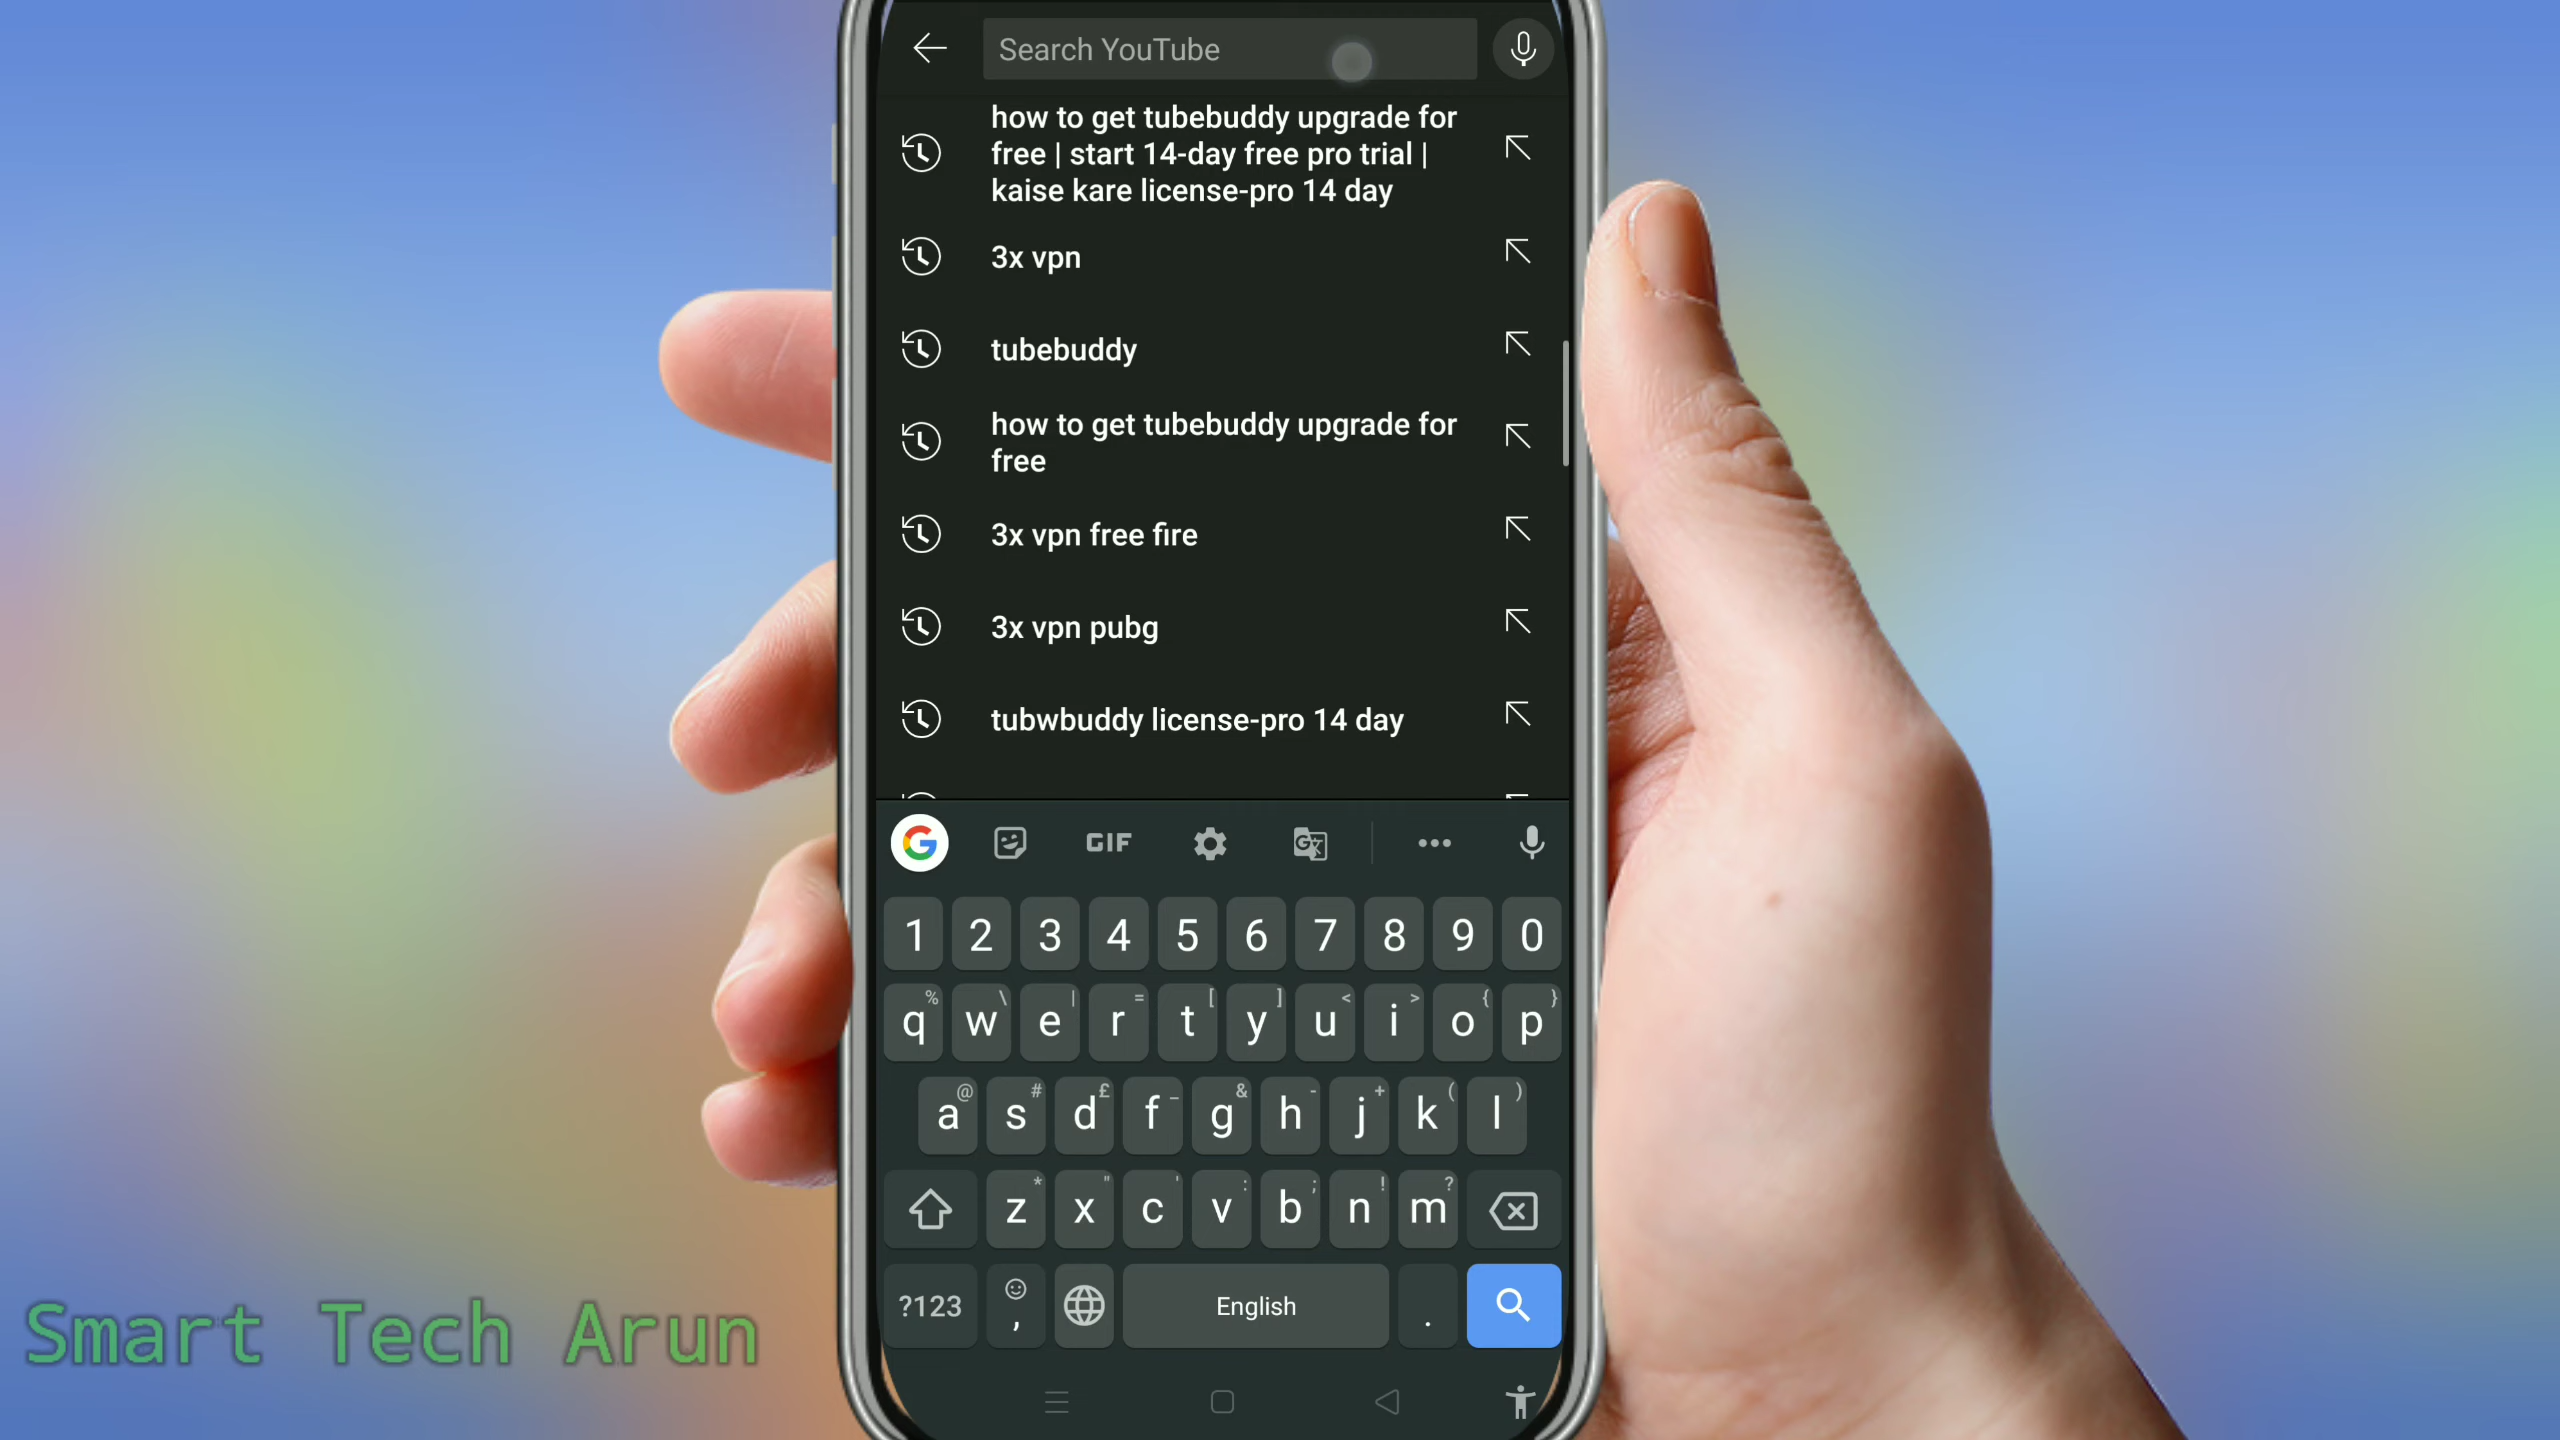 Search YouTube
how to get tubebuddy upgrade for
free | start 14-day free pro trial |
kaise kare license-pro 14 day
3x vpn
tubebuddy
how to get tubebuddy upgrade for
free
3x vpn free fire
3x vpn pubg
tubwbuddy license-pro 14 day
G GIF G
1 2 3 4 5 6 7 8 9 0
% \ | = [ ] < > { }
q w e r t y u i o p
@ # £ _ & - + ( )
a s d f g h j k l
* " ' : ; ! ?
z x c v b n m
?123 , English .
Smart Tech Arun